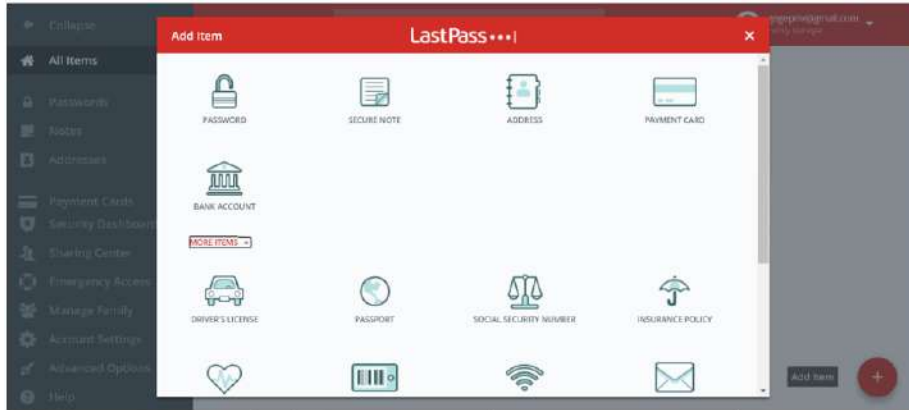 Collapse
Add Item
LastPass•••|
All Items
PASSWORD
SECURE NOTE
ADDRESS
PAYMENT CARD
Passwords
Notes
Addresses
BANK ACCOUNT
Payment Cards
Security Dashboard
MORE ITEMS
Sharing Center
Emergency Access
DRIVER'S LICENSE
PASSPORT
SOCIAL SECURITY NUMBER
INSURANCE POLICY
Manage Family
Account Settings
Advanced Options
Add Item
Help